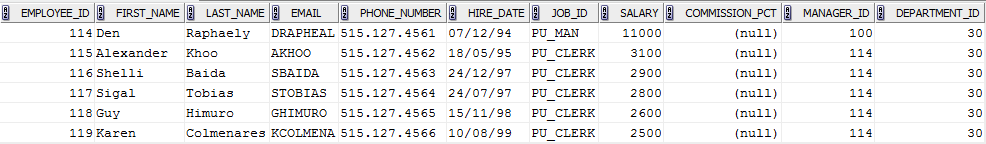 EMPLOYEE_ID FIRST_NAME LAST_NAME EMAIL PHONE_NUMBER HIRE_DATE JOB_ID SALARY COMMISSION_PCT MANAGER_ID DEPARTMENT_ID
114 Den Raphaely DRAPHEAL 515.127.4561 07/12/94 PU_MAN 11000 (null) 100 30
115 Alexander Khoo AKHOO 515.127.4562 18/05/95 PU_CLERK 3100 (null) 114 30
116 Shelli Baida SBAIDA 515.127.4563 24/12/97 PU_CLERK 2900 (null) 114 30
117 Sigal Tobias STOBIAS 515.127.4564 24/07/97 PU_CLERK 2800 (null) 114 30
118 Guy Himuro GHIMURO 515.127.4565 15/11/98 PU_CLERK 2600 (null) 114 30
119 Karen Colmenares KCOLMENA 515.127.4566 10/08/99 PU_CLERK 2500 (null) 114 30